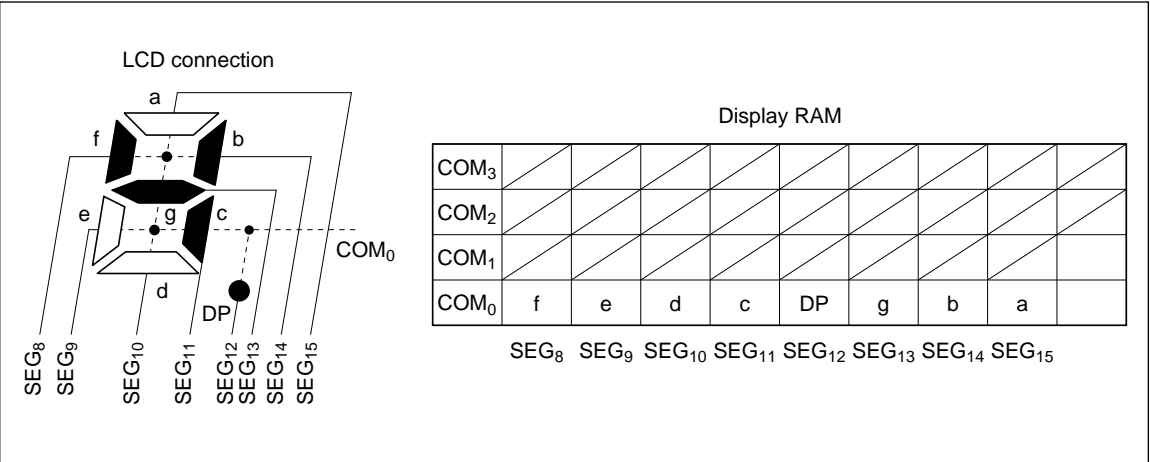 LCD connection
a
f
b
e
g
c
COM0
d
DP
SEG8
SEG9
SEG10
SEG11
SEG12
SEG13
SEG14
SEG15
Display RAM
COM3
COM2
COM1
COM0 f e d c DP g b a
SEG8 SEG9 SEG10 SEG11 SEG12 SEG13 SEG14 SEG15